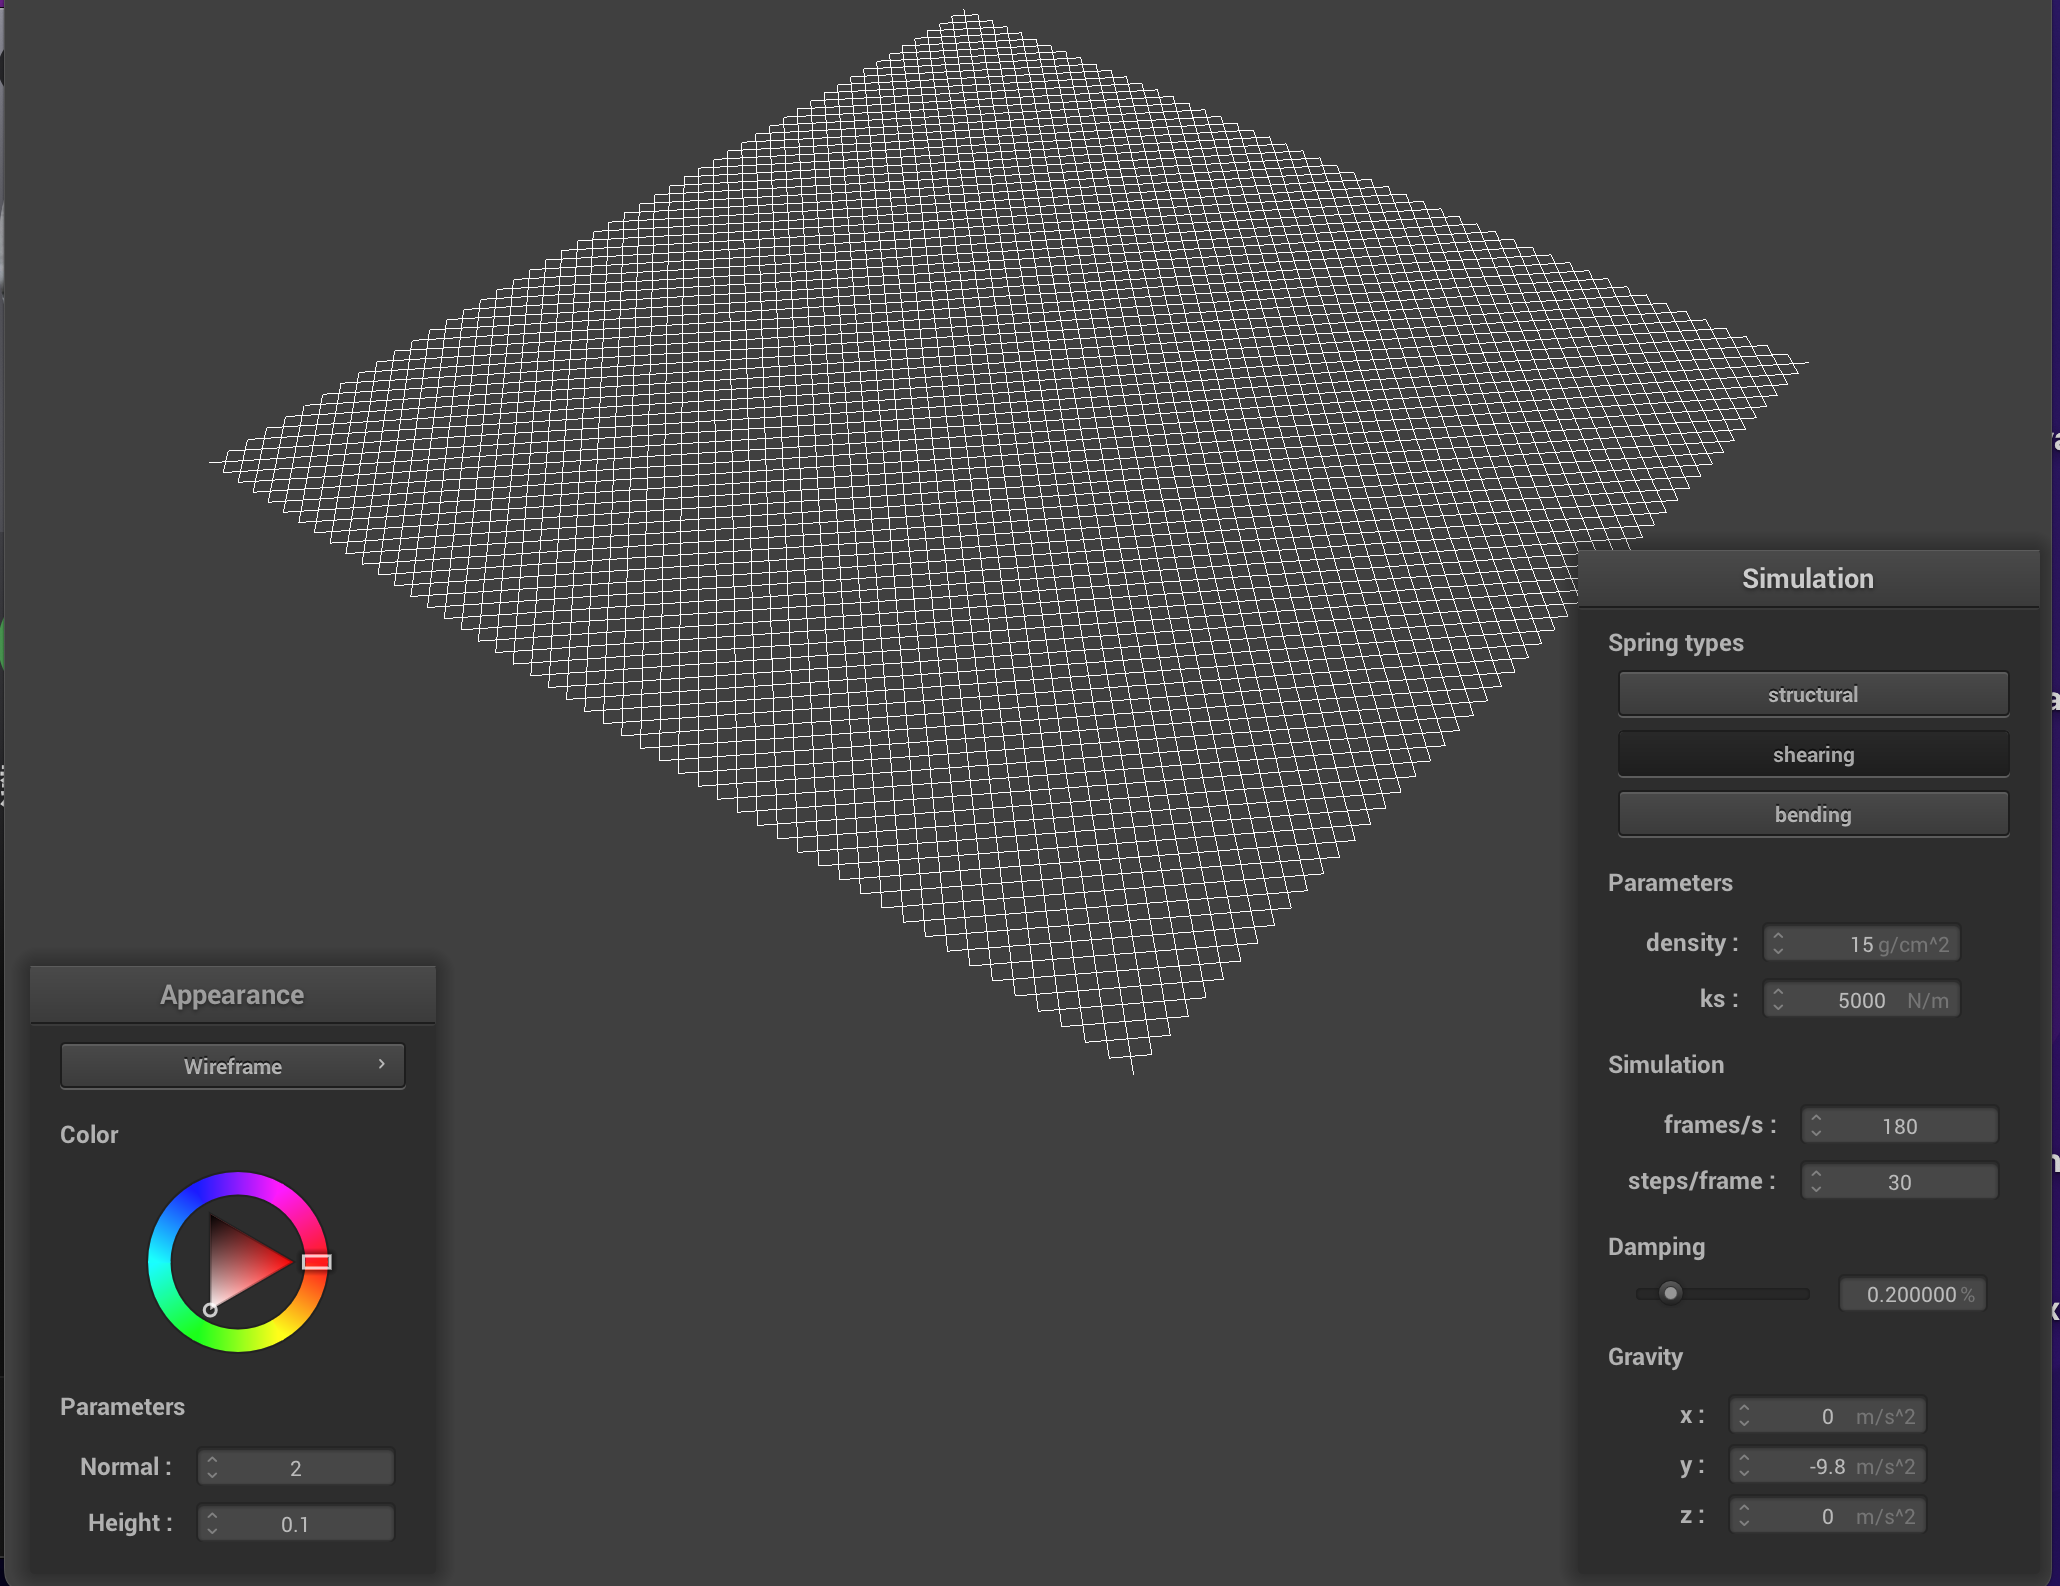 Simulation
Spring types
structural
shearing
bending
Parameters
density : 15 g/cm^2
ks : 5000 N/m
Simulation
frames/s : 180
steps/frame : 30
Damping
0.200000 %
Gravity
x : 0 m/s^2
y : -9.8 m/s^2
z : 0 m/s^2
Appearance
Wireframe
Color
Parameters
Normal : 2
Height : 0.1